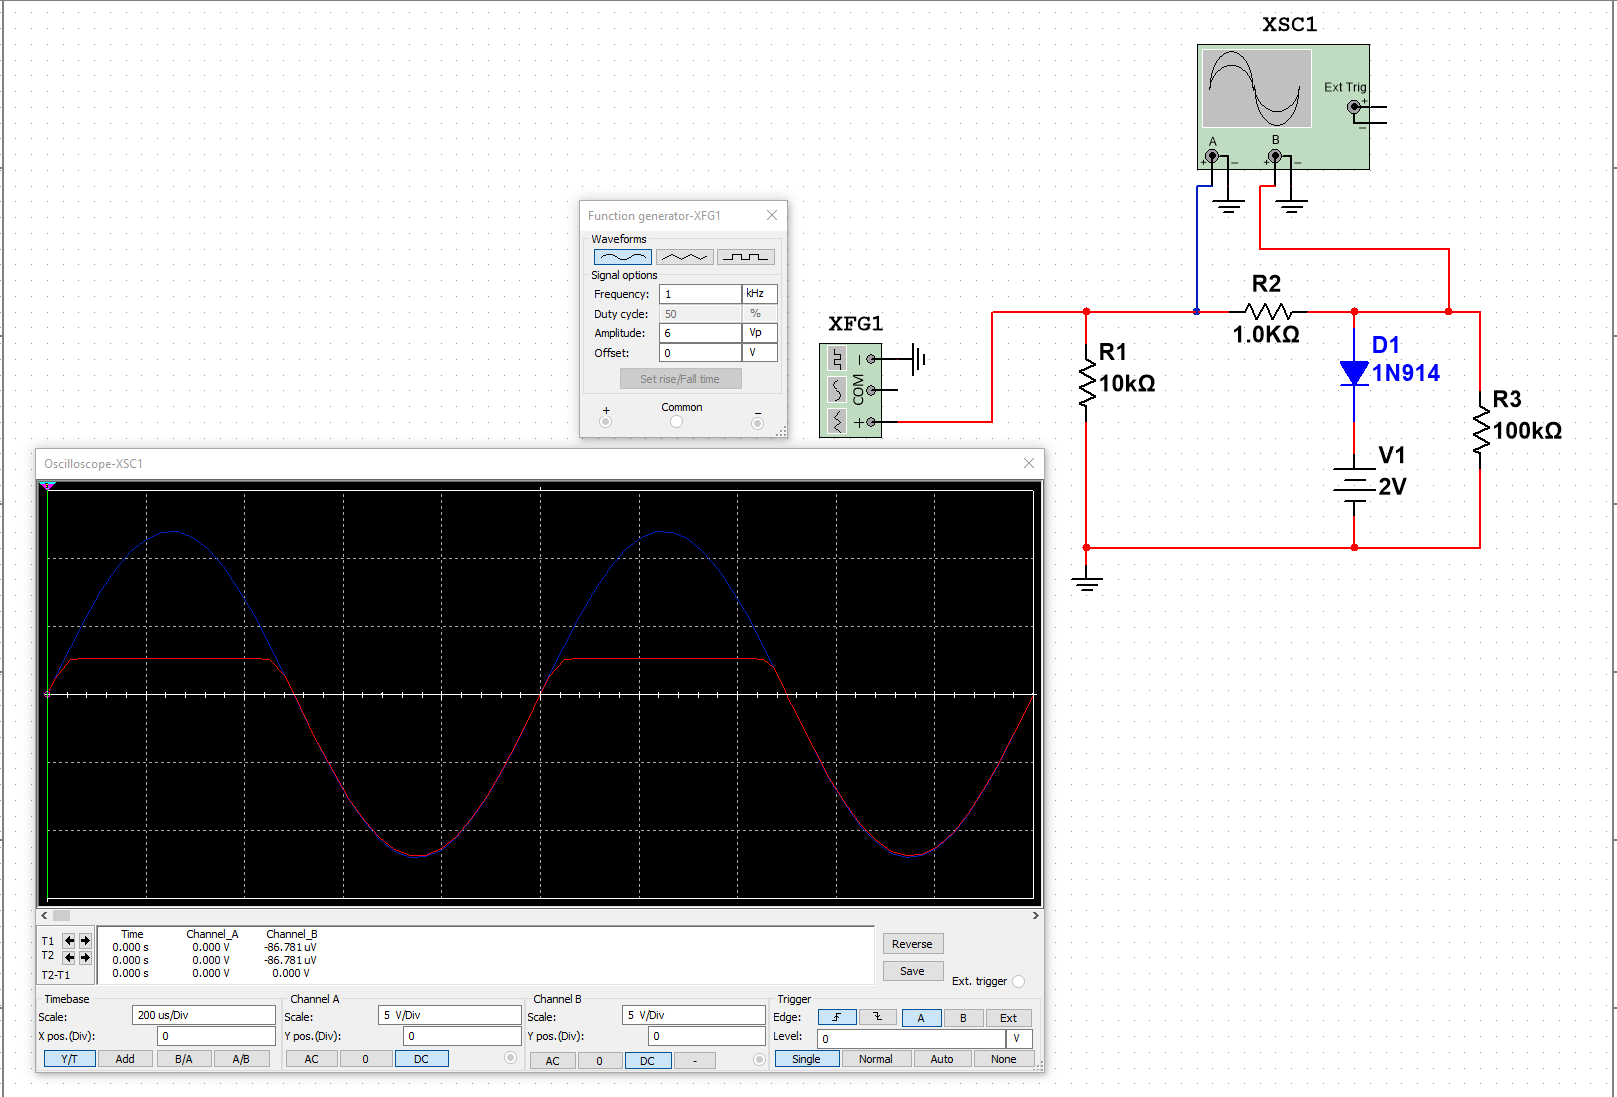 XSC1
Ext Trig
+
−
A
B
+ − + −
Function generator-XFG1
Waveforms
Signal options
Frequency: 1 kHz
Duty cycle: 50 %
Amplitude: 6 Vp
Offset: 0 V
Set rise/Fall time
+ Common −
XFG1
COM
+
R1
10kΩ
R2
1.0KΩ
D1
1N914
V1
2V
R3
100kΩ
Oscilloscope-XSC1
T1
T2
T2-T1
Time Channel_A Channel_B
0.000 s 0.000 V -86.781 uV
0.000 s 0.000 V -86.781 uV
0.000 s 0.000 V 0.000 V
Reverse
Save
Ext. trigger
Timebase
Scale: 200 us/Div
X pos.(Div): 0
Y/T Add B/A A/B
Channel A
Scale: 5 V/Div
Y pos.(Div): 0
AC 0 DC
Channel B
Scale: 5 V/Div
Y pos.(Div): 0
AC 0 DC -
Trigger
Edge: A B Ext
Level: 0 V
Single Normal Auto None